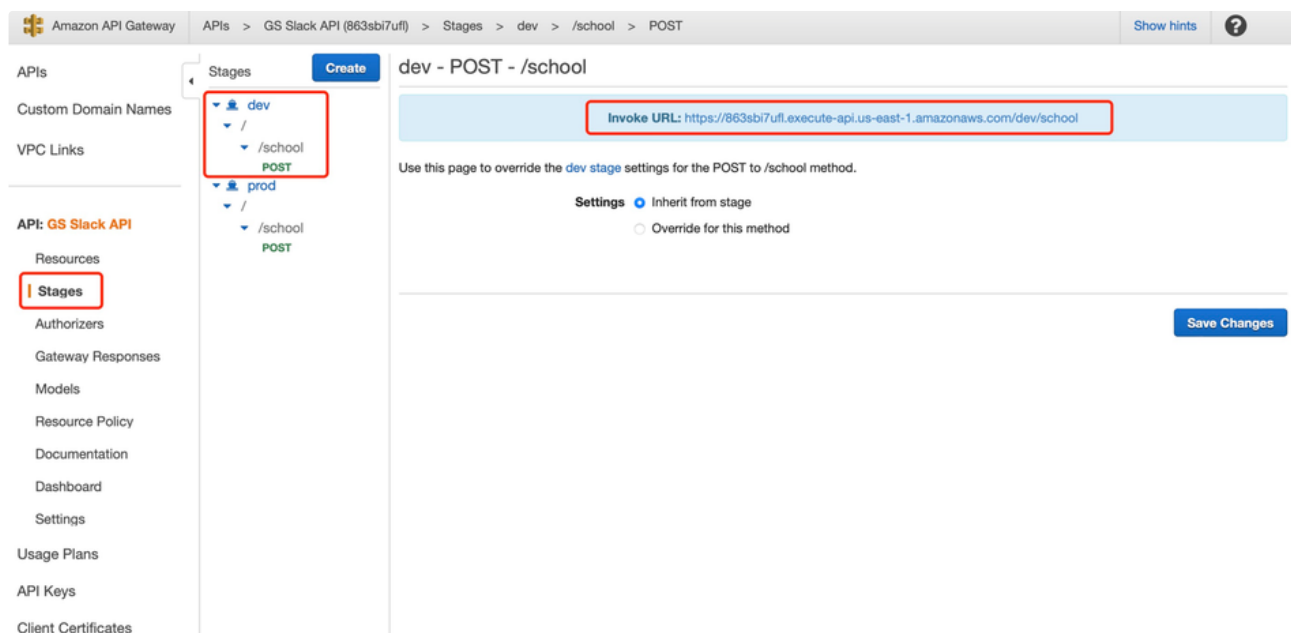 Amazon API Gateway
APIs > GS Slack API (863sbi7ufl) > Stages > dev > /school > POST
Show hints
?
APIs
Custom Domain Names
VPC Links
API: GS Slack API
Resources
Stages
Authorizers
Gateway Responses
Models
Resource Policy
Documentation
Dashboard
Settings
Usage Plans
API Keys
Client Certificates
Stages
Create
dev
/
/school
POST
prod
/
/school
POST
dev - POST - /school
Invoke URL: https://863sbi7ufl.execute-api.us-east-1.amazonaws.com/dev/school
Use this page to override the dev stage settings for the POST to /school method.
Settings Inherit from stage
Override for this method
Save Changes